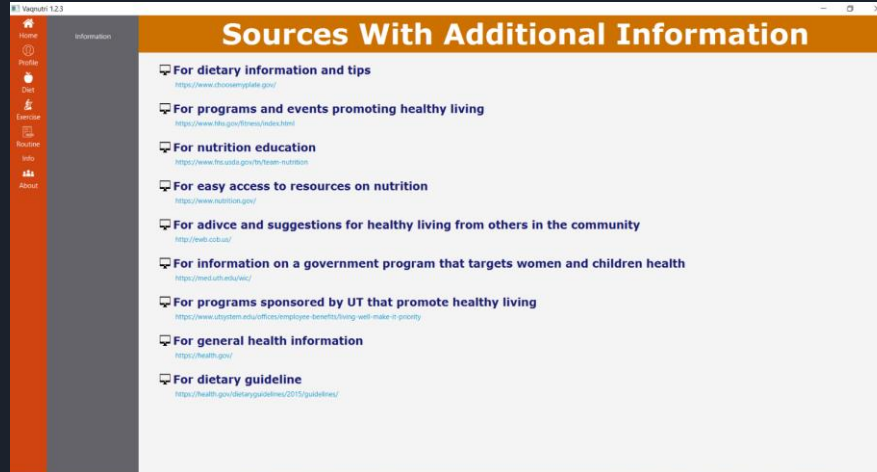 Vaqnutri 1.2.3
Home
Profile
Diet
Exercise
Routine
Info
About
Information
Sources With Additional Information
For dietary information and tips
https://www.choosemyplate.gov/
For programs and events promoting healthy living
https://www.hhs.gov/fitness/index.html
For nutrition education
https://www.fns.usda.gov/tn/team-nutrition
For easy access to resources on nutrition
https://www.nutrition.gov/
For adivce and suggestions for healthy living from others in the community
http://ewb.cob.us/
For information on a government program that targets women and children health
https://med.uth.edu/wic/
For programs sponsored by UT that promote healthy living
https://www.utsystem.edu/offices/employee-benefits/living-well-make-it-priority
For general health information
https://health.gov/
For dietary guideline
https://health.gov/dietaryguidelines/2015/guidelines/